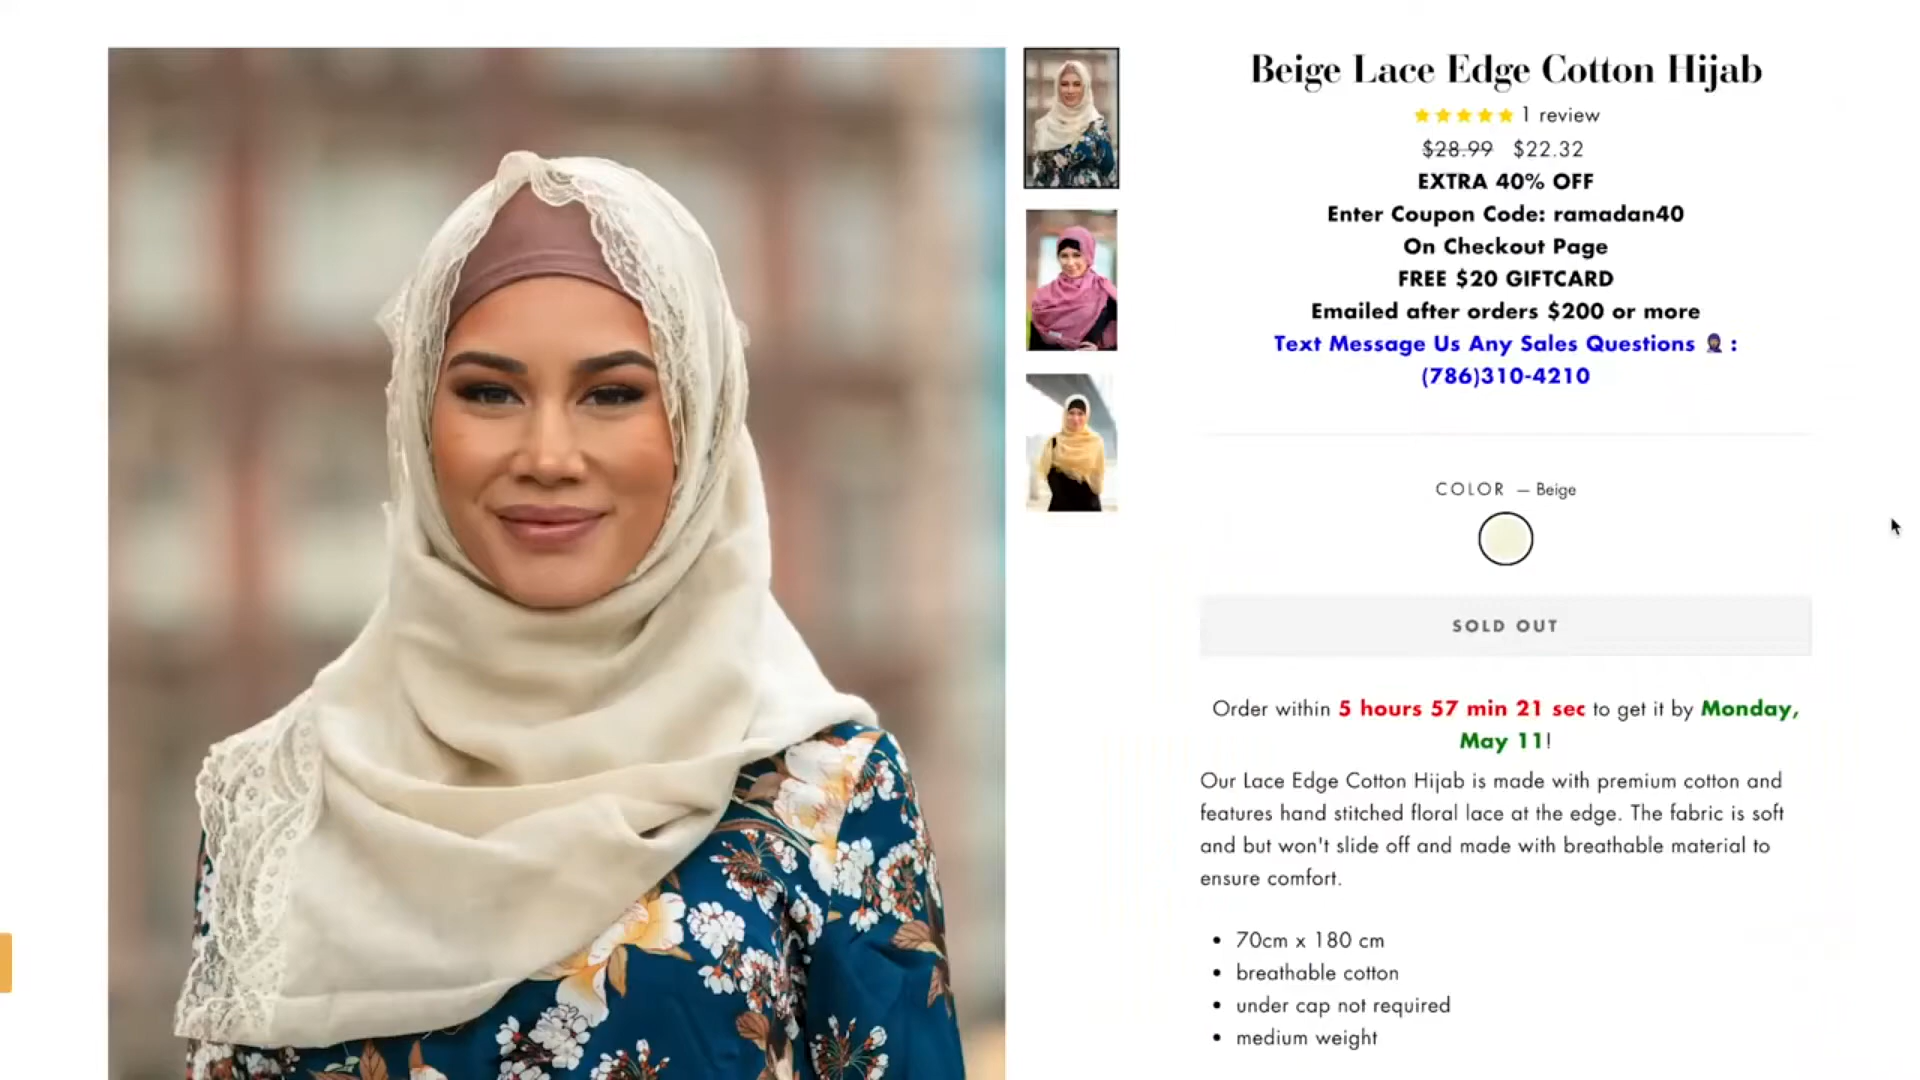 Beige Lace Edge Cotton Hijab
1 review
$28.99 $22.32
EXTRA 40% OFF
Enter Coupon Code: ramadan40
On Checkout Page
FREE $20 GIFTCARD
Emailed after orders $200 or more
Text Message Us Any Sales Questions 🧕🏾 :
(786)310-4210
COLOR — Beige
SOLD OUT
Order within 5 hours 57 min 21 sec to get it by Monday,
May 11!
Our Lace Edge Cotton Hijab is made with premium cotton and
features hand stitched floral lace at the edge. The fabric is soft
and but won't slide off and made with breathable material to
ensure comfort.
• 70cm x 180 cm
• breathable cotton
• under cap not required
• medium weight